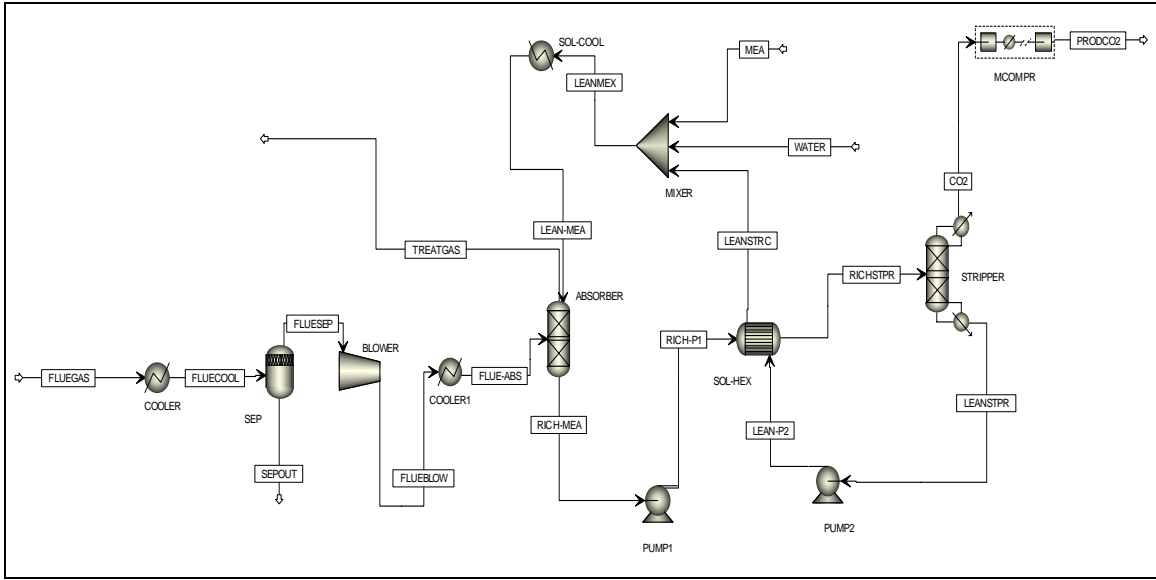 SOL-COOL
MEA
PRODCO2
MCOMPR
LEANMEX
WATER
MIXER
CO2
LEAN-MEA
LEANSTRC
TREATGAS
RICHSTPR
STRIPPER
ABSORBER
FLUESEP
BLOWER
RICH-P1
FLUEGAS
FLUECOOL
FLUE-ABS
COOLER
COOLER1
SOL-HEX
SEP
LEANSTPR
RICH-MEA
LEAN-P2
SEPOUT
FLUEBLOW
PUMP2
PUMP1